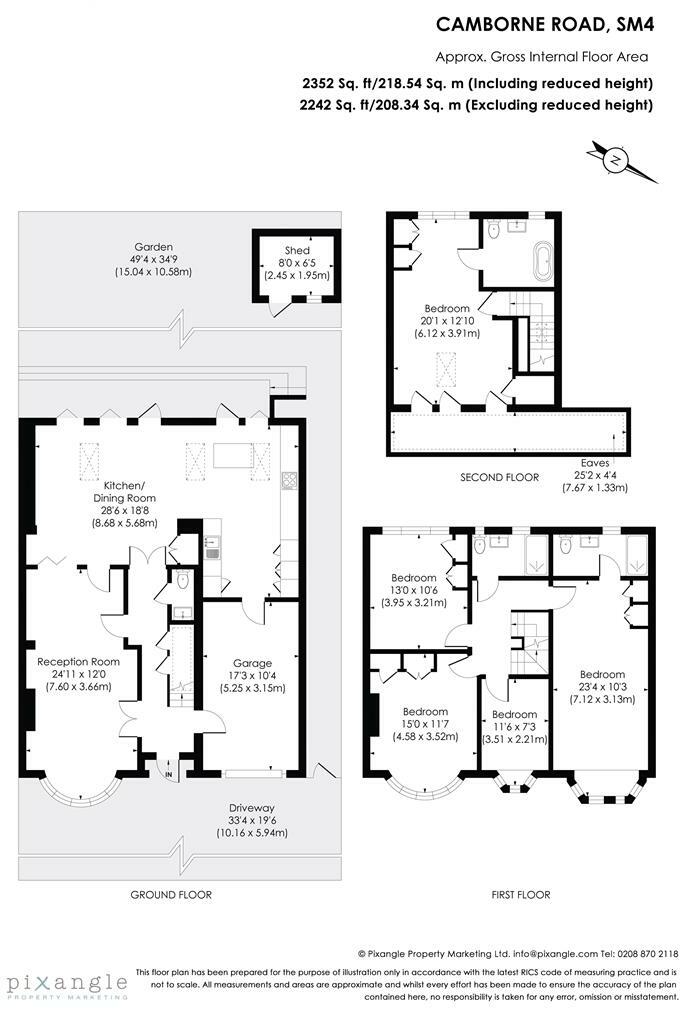 CAMBORNE ROAD, SM4
Approx. Gross Internal Floor Area
2352 Sq. ft/218.54 Sq. m (Including reduced height)
2242 Sq. ft/208.34 Sq. m (Excluding reduced height)
N
Garden
49'4 x 34'9
(15.04 x 10.58m)
Shed
8'0 x 6'5
(2.45 x 1.95m)
Kitchen/
Dining Room
28'6 x 18'8
(8.68 x 5.68m)
Reception Room
24'11 x 12'0
(7.60 x 3.66m)
Garage
17'3 x 10'4
(5.25 x 3.15m)
IN
Driveway
33'4 x 19'6
(10.16 x 5.94m)
GROUND FLOOR
Bedroom
20'1 x 12'10
(6.12 x 3.91m)
SECOND FLOOR
Eaves
25'2 x 4'4
(7.67 x 1.33m)
Bedroom
13'0 x 10'6
(3.95 x 3.21m)
Bedroom
15'0 x 11'7
(4.58 x 3.52m)
Bedroom
11'6 x 7'3
(3.51 x 2.21m)
Bedroom
23'4 x 10'3
(7.12 x 3.13m)
FIRST FLOOR
© Pixangle Property Marketing Ltd. info@pixangle.com Tel: 0208 870 2118
pixangle
PROPERTY MARKETING
This floor plan has been prepared for the purpose of illustration only in accordance with the latest RICS code of measuring practice and is
not to scale. All measurements and areas are approximate and whilst every effort has been made to ensure the accuracy of the plan
contained here, no responsibility is taken for any error, omission or misstatement.